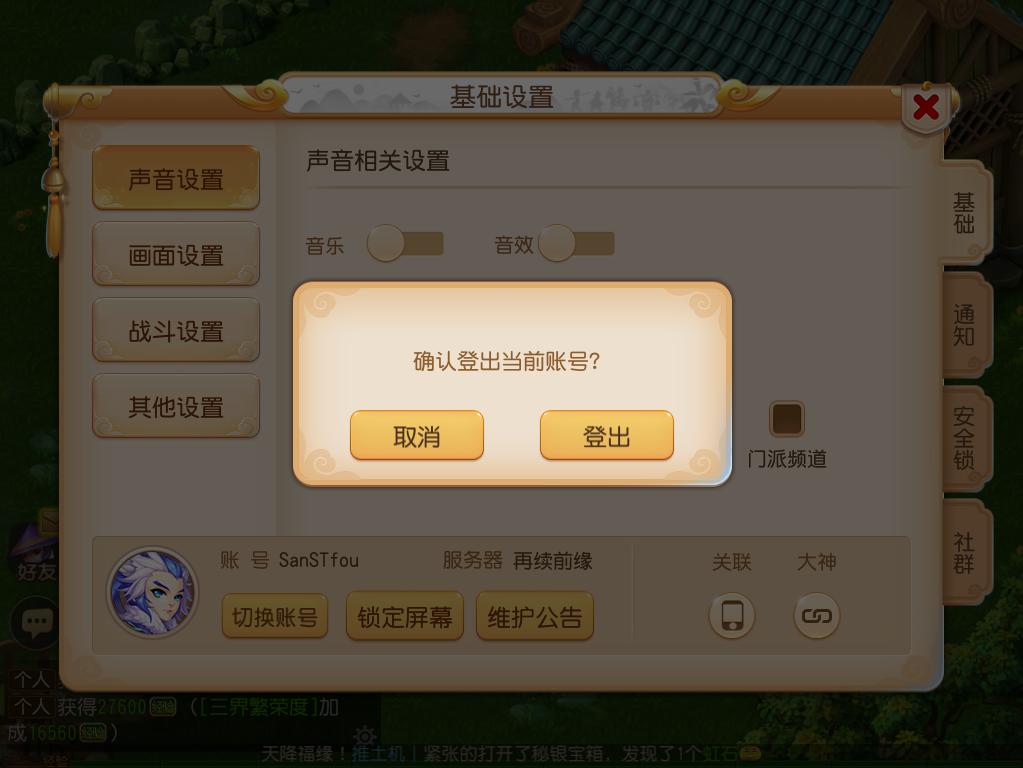 基础设置
声音设置
画面设置
战斗设置
其他设置
声音相关设置
音乐
音效
确认登出当前账号?
取消
登出
门派频道
基础
通知
安全锁
社群
账 号 SanSTfou
服务器 再续前缘
切换账号
锁定屏幕
维护公告
关联
大神
好友
个人
个人 获得27600经验（[三界繁荣度]加
成16560经验）
天降福缘！推土机 | 紧张的打开了秘银宝箱，发现了1个虹石